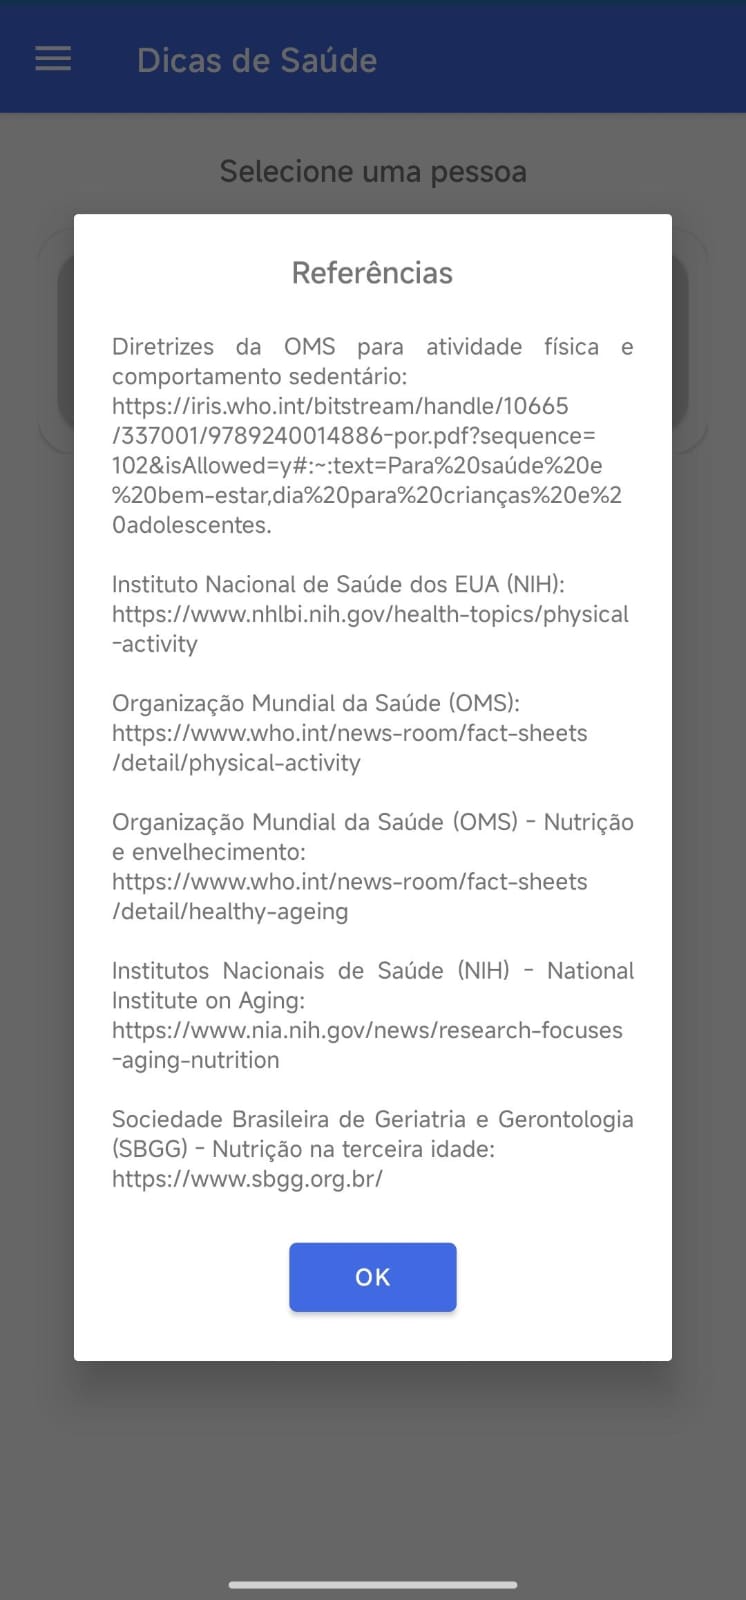 Dicas de Saúde
Selecione uma pessoa
Referências
Diretrizes da OMS para atividade física e
comportamento sedentário:
https://iris.who.int/bitstream/handle/10665
/337001/9789240014886-por.pdf?sequence=
102&isAllowed=y#:~:text=Para%20saúde%20e
%20bem-estar,dia%20para%20crianças%20e%2
0adolescentes.
Instituto Nacional de Saúde dos EUA (NIH):
https://www.nhlbi.nih.gov/health-topics/physical
-activity
Organização Mundial da Saúde (OMS):
https://www.who.int/news-room/fact-sheets
/detail/physical-activity
Organização Mundial da Saúde (OMS) - Nutrição
e envelhecimento:
https://www.who.int/news-room/fact-sheets
/detail/healthy-ageing
Institutos Nacionais de Saúde (NIH) - National
Institute on Aging:
https://www.nia.nih.gov/news/research-focuses
-aging-nutrition
Sociedade Brasileira de Geriatria e Gerontologia
(SBGG) - Nutrição na terceira idade:
https://www.sbgg.org.br/
OK